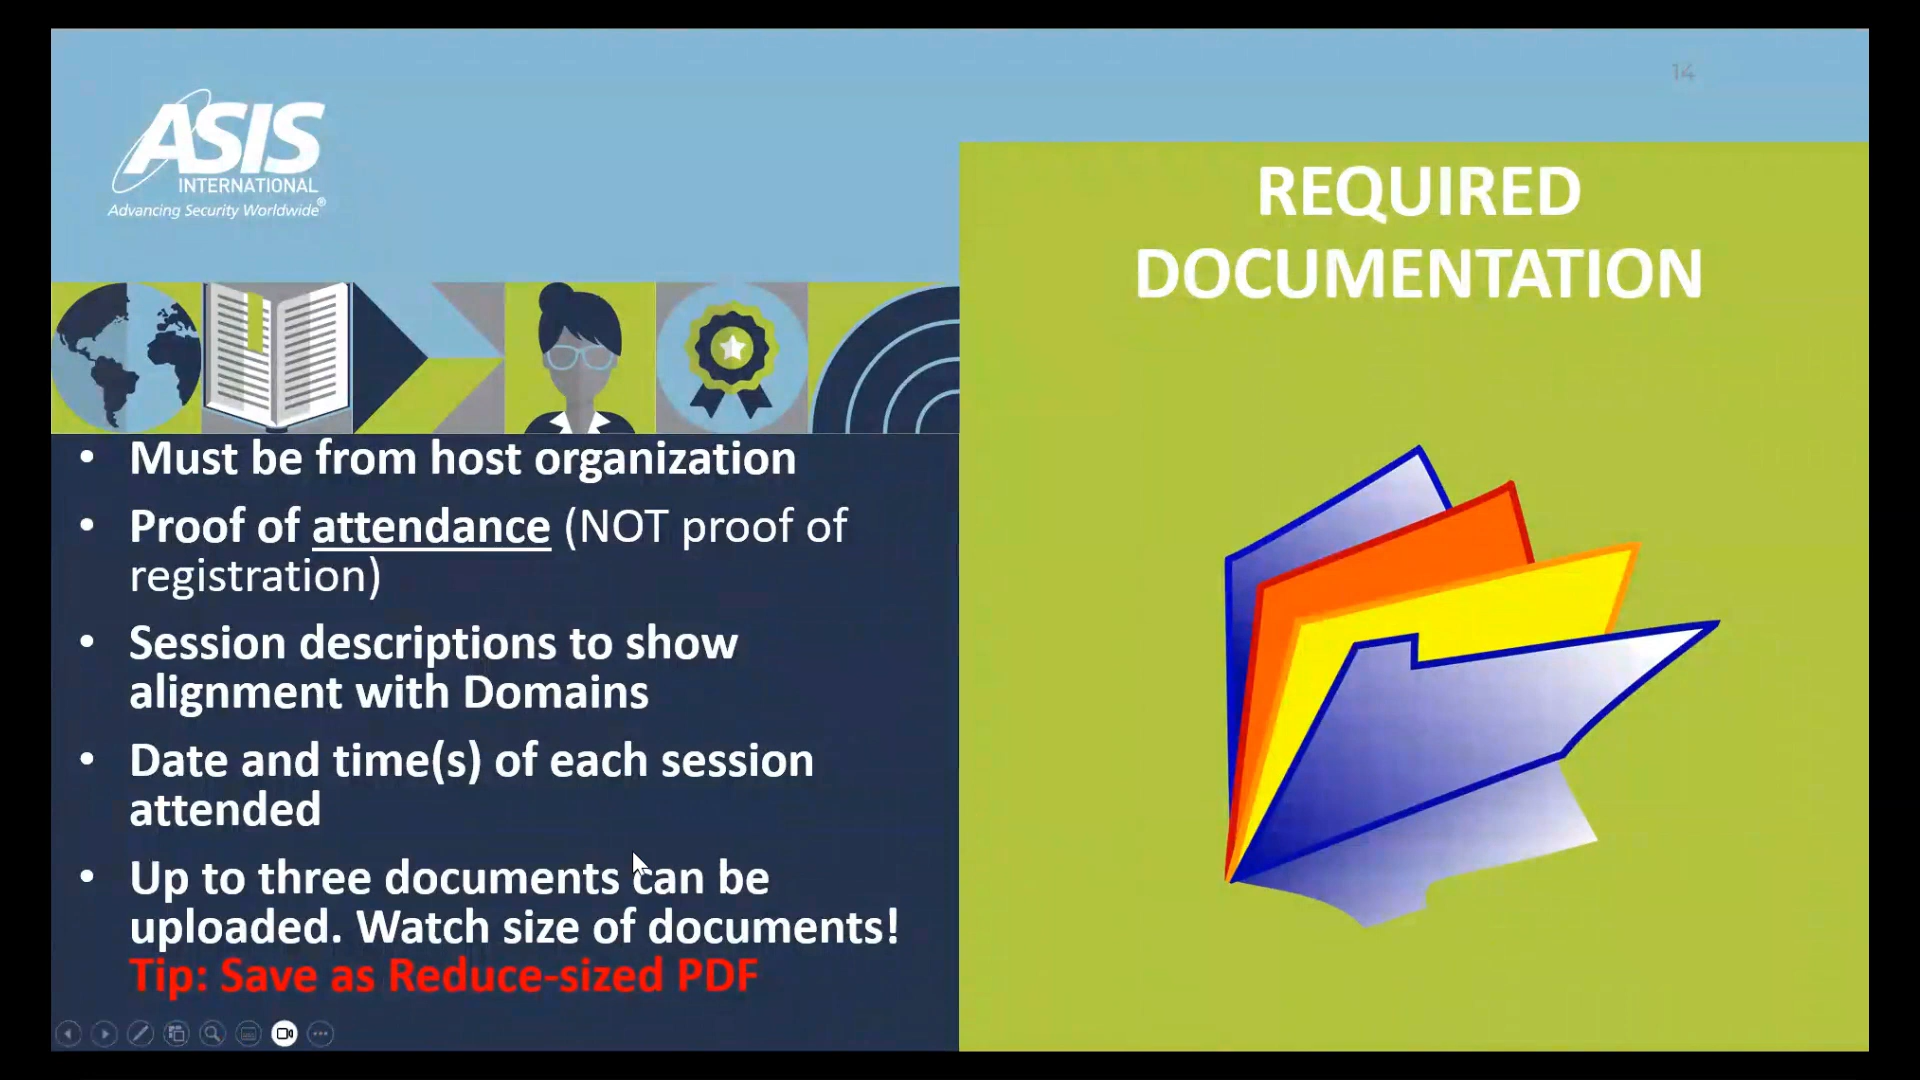 14
ASIS
INTERNATIONAL
Advancing Security Worldwide®
REQUIRED
DOCUMENTATION
• Must be from host organization
• Proof of attendance (NOT proof of
registration)
• Session descriptions to show
alignment with Domains
• Date and time(s) of each session
attended
• Up to three documents can be
uploaded. Watch size of documents!
Tip: Save as Reduce-sized PDF